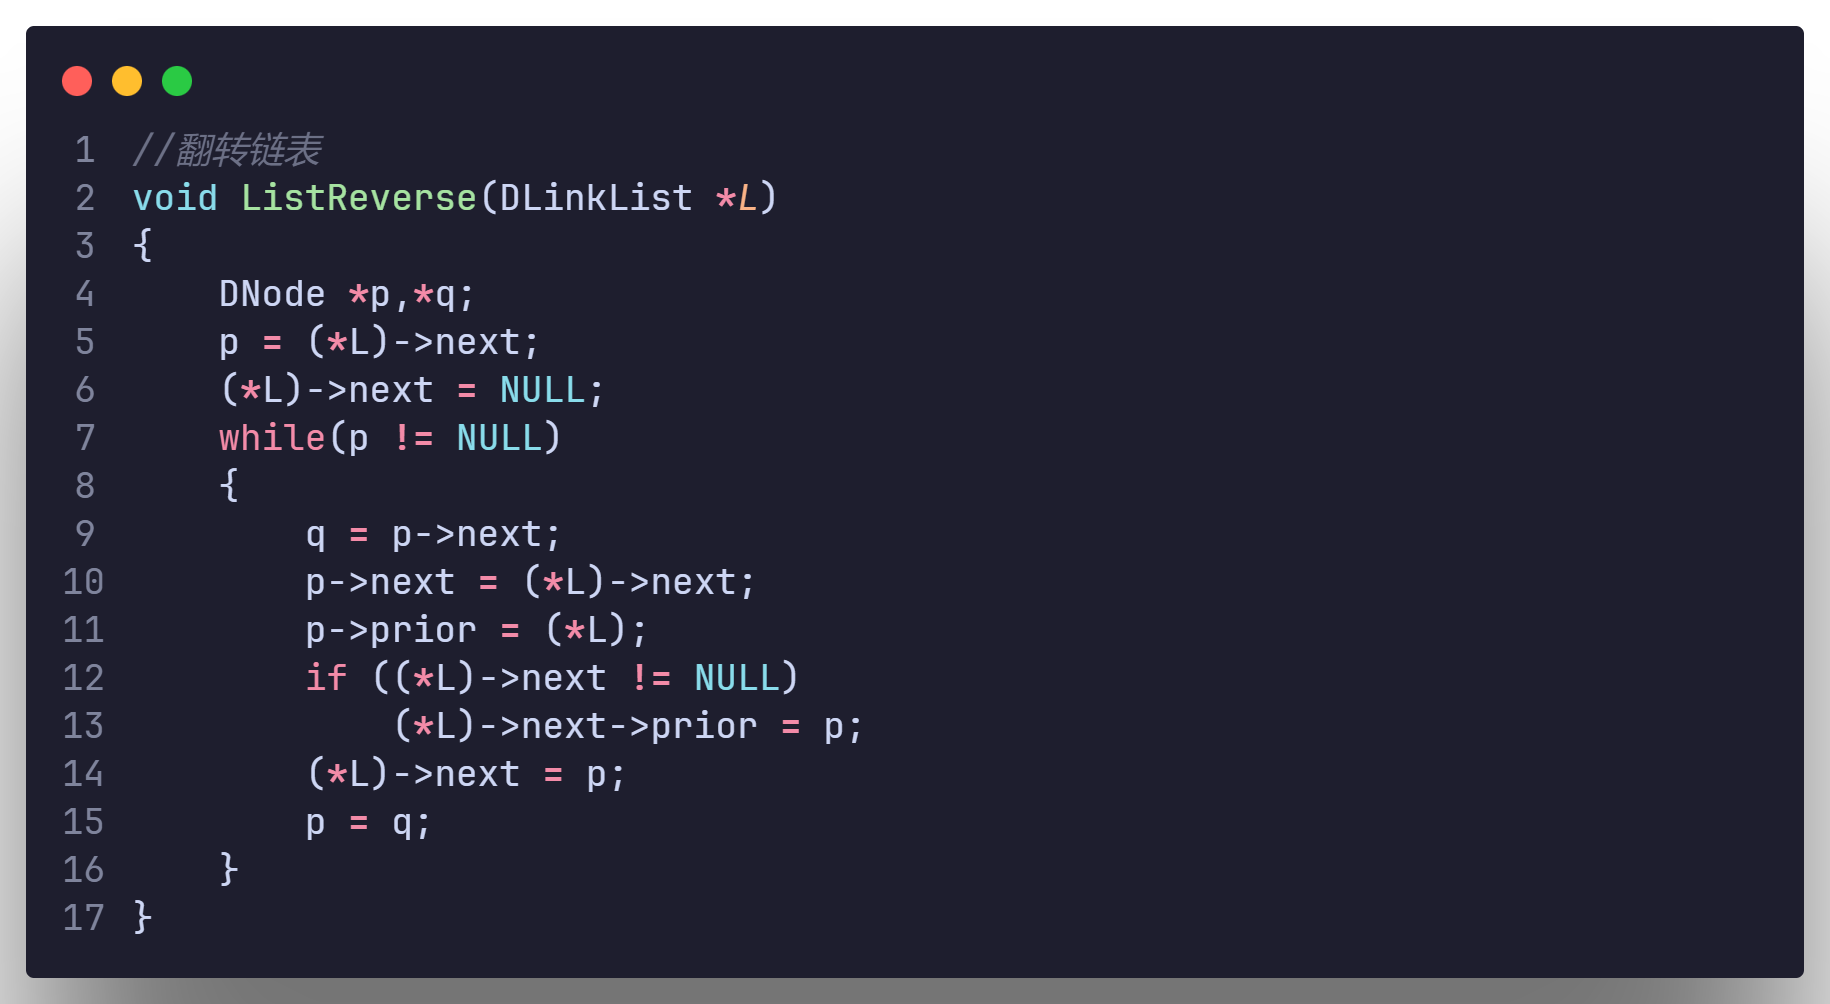 1 //翻转链表
2 void ListReverse(DLinkList *L)
3 {
4     DNode *p,*q;
5     p = (*L)->next;
6     (*L)->next = NULL;
7     while(p != NULL)
8     {
9         q = p->next;
10         p->next = (*L)->next;
11         p->prior = (*L);
12         if ((*L)->next != NULL)
13             (*L)->next->prior = p;
14         (*L)->next = p;
15         p = q;
16     }
17 }